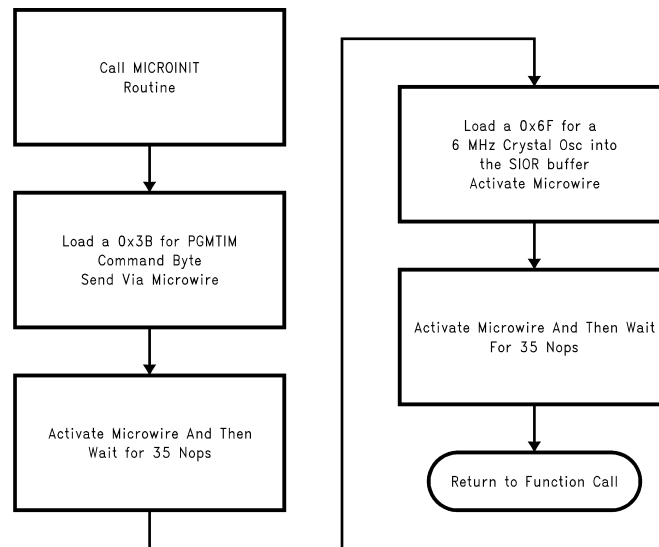 Call MICROINIT
Routine
Load a 0x3B for PGMTIM
Command Byte
Send Via Microwire
Activate Microwire And Then
Wait for 35 Nops
Load a 0x6F for a
6 MHz Crystal Osc into
the SIOR buffer
Activate Microwire
Activate Microwire And Then Wait
For 35 Nops
Return to Function Call